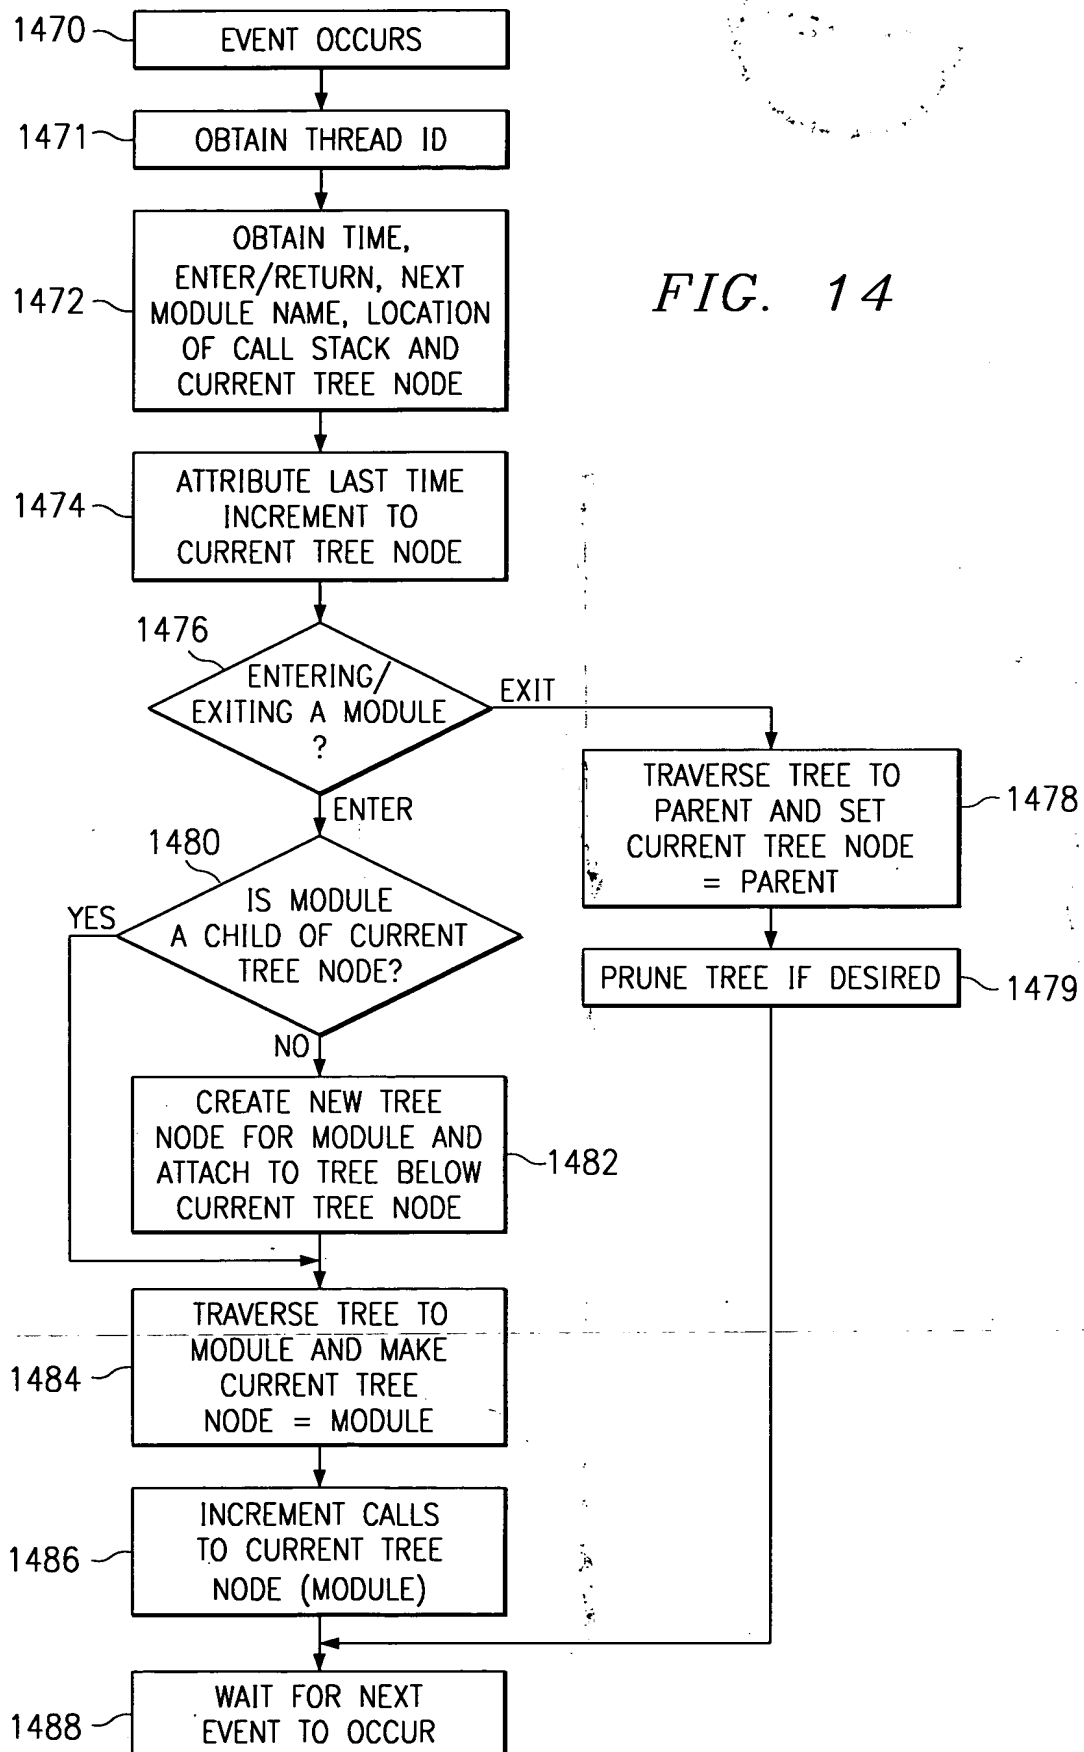 1470
EVENT OCCURS
1471
OBTAIN THREAD ID
1472
OBTAIN TIME,
ENTER/RETURN, NEXT
MODULE NAME, LOCATION
OF CALL STACK AND
CURRENT TREE NODE
FIG. 14
1474
ATTRIBUTE LAST TIME
INCREMENT TO
CURRENT TREE NODE
1476
ENTERING/
EXITING A MODULE
?
EXIT
ENTER
TRAVERSE TREE TO
PARENT AND SET
CURRENT TREE NODE
= PARENT
1478
1480
IS MODULE
A CHILD OF CURRENT
TREE NODE?
YES
NO
PRUNE TREE IF DESIRED
1479
CREATE NEW TREE
NODE FOR MODULE AND
ATTACH TO TREE BELOW
CURRENT TREE NODE
1482
1484
TRAVERSE TREE TO
MODULE AND MAKE
CURRENT TREE
NODE = MODULE
1486
INCREMENT CALLS
TO CURRENT TREE
NODE (MODULE)
1488
WAIT FOR NEXT
EVENT TO OCCUR